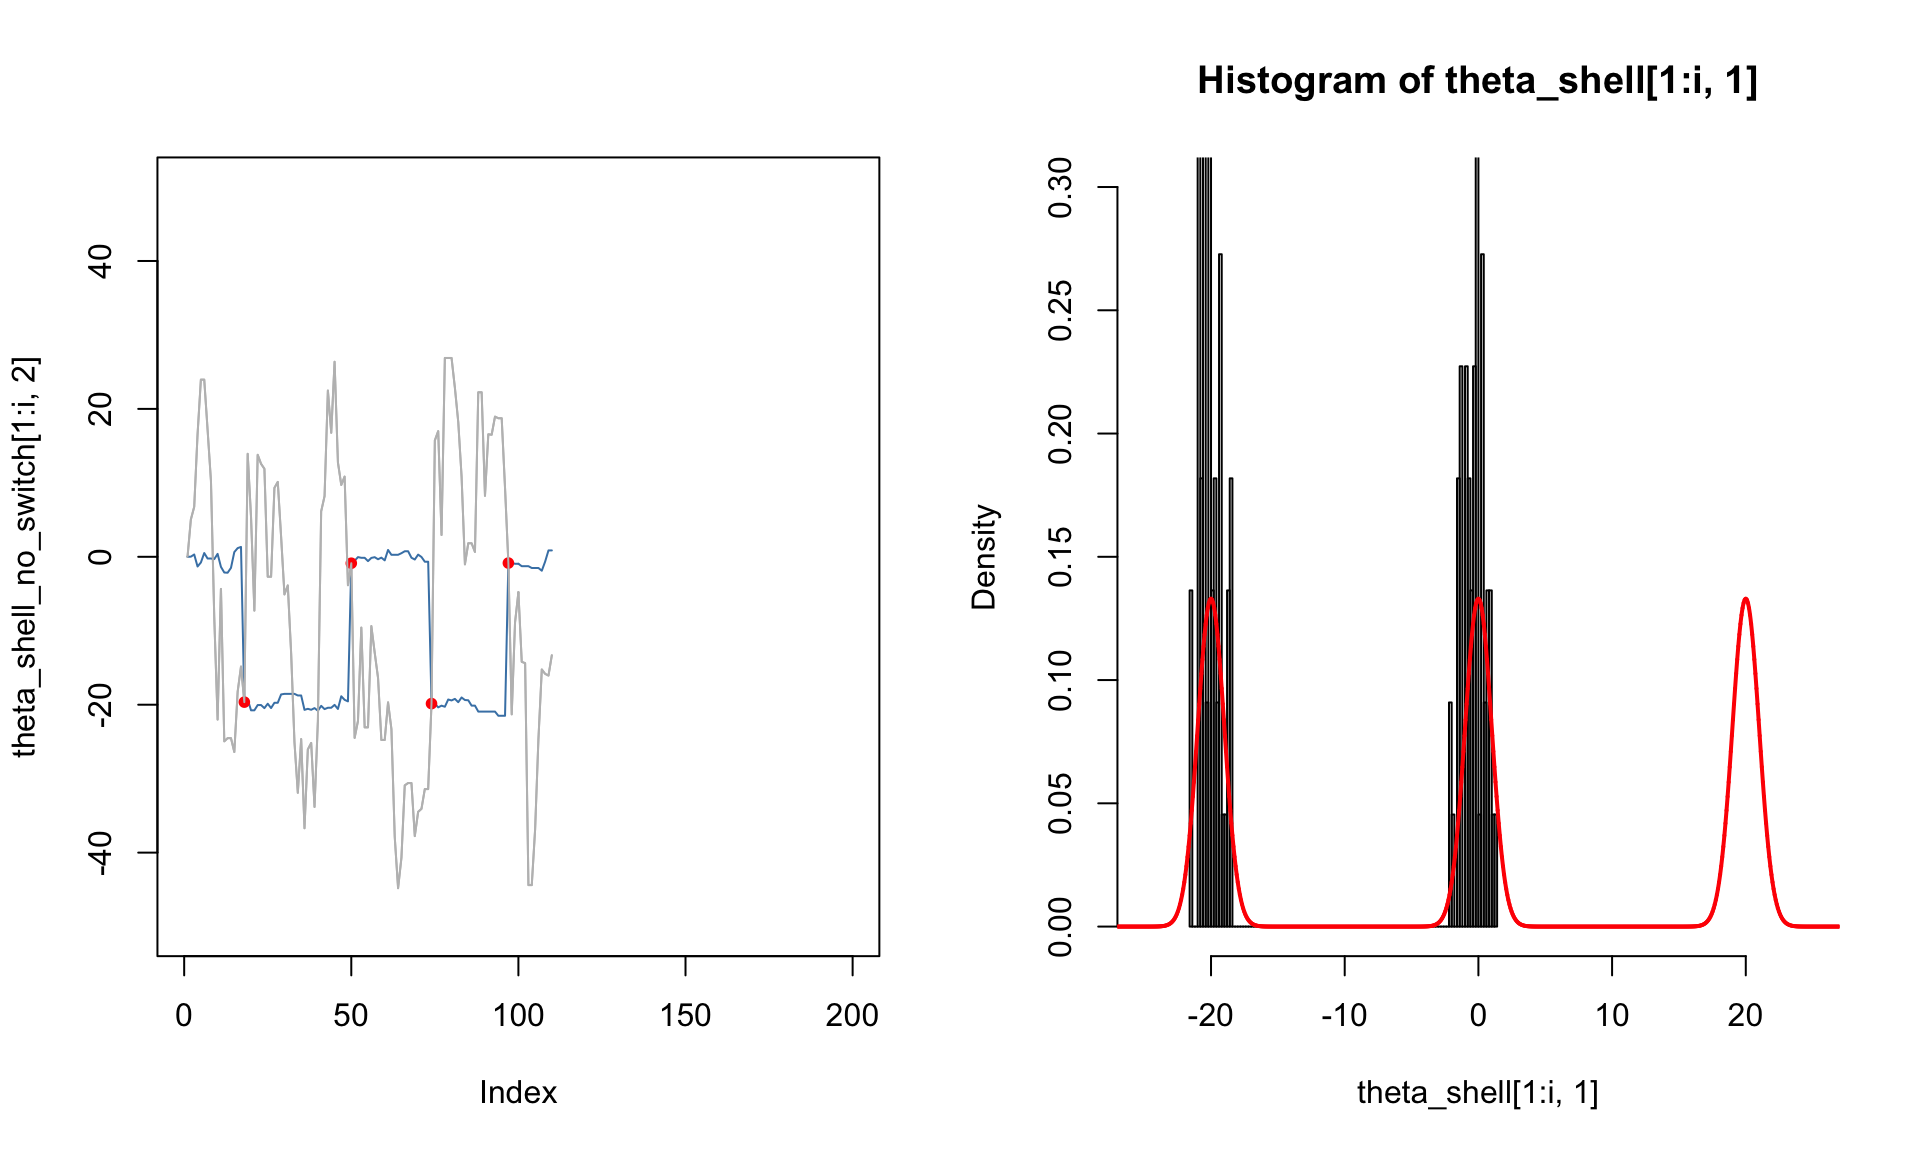 theta_shell_no_switch[1:i, 2]
40
20
0
-20
-40
0 50 100 150 200
Index
Histogram of theta_shell[1:i, 1]
Density
0.30
0.25
0.20
0.15
0.10
0.05
0.00
-20 -10 0 10 20
theta_shell[1:i, 1]